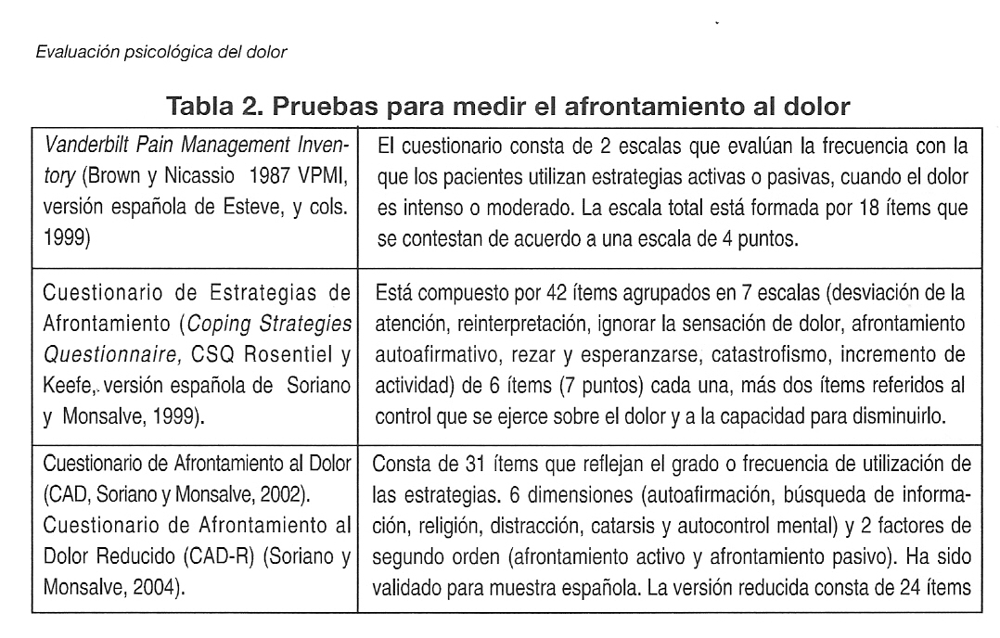 Evaluación psicológica del dolor
Tabla 2. Pruebas para medir el afrontamiento al dolor
Vanderbilt Pain Management Inven-
tory (Brown y Nicassio 1987 VPMI,
versión española de Esteve, y cols.
1999)
El cuestionario consta de 2 escalas que evalúan la frecuencia con la
que los pacientes utilizan estrategias activas o pasivas, cuando el dolor
es intenso o moderado. La escala total está formada por 18 ítems que
se contestan de acuerdo a una escala de 4 puntos.
Cuestionario de Estrategias de
Afrontamiento (Coping Strategies
Questionnaire, CSQ Rosentiel y
Keefe, versión española de Soriano
y Monsalve, 1999).
Está compuesto por 42 ítems agrupados en 7 escalas (desviación de la
atención, reinterpretación, ignorar la sensación de dolor, afrontamiento
autoafirmativo, rezar y esperanzarse, catastrofismo, incremento de
actividad) de 6 ítems (7 puntos) cada una, más dos ítems referidos al
control que se ejerce sobre el dolor y a la capacidad para disminuirlo.
Cuestionario de Afrontamiento al Dolor
(CAD, Soriano y Monsalve, 2002).
Cuestionario de Afrontamiento al
Dolor Reducido (CAD-R) (Soriano y
Monsalve, 2004).
Consta de 31 ítems que reflejan el grado o frecuencia de utilización de
las estrategias. 6 dimensiones (autoafirmación, búsqueda de informa-
ción, religión, distracción, catarsis y autocontrol mental) y 2 factores de
segundo orden (afrontamiento activo y afrontamiento pasivo). Ha sido
validado para muestra española. La versión reducida consta de 24 ítems